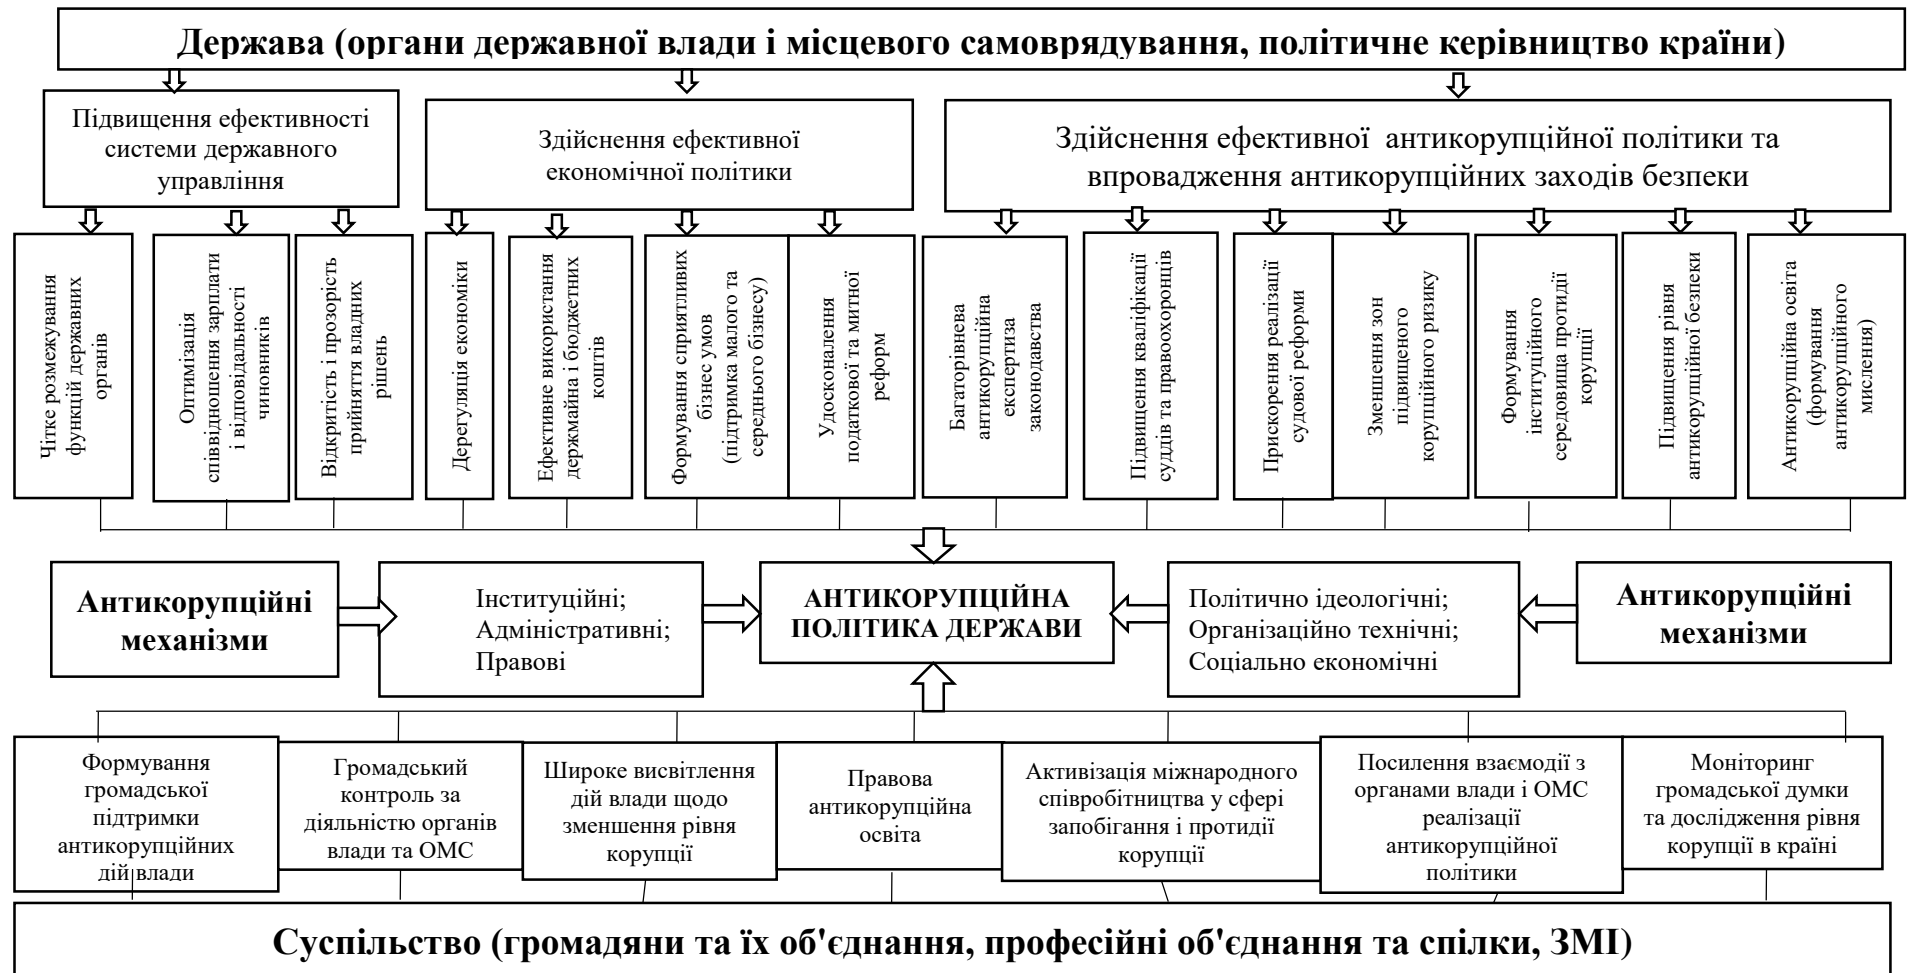 Держава (органи державної влади і місцевого самоврядування, політичне керівництво країни)
Підвищення ефективності
системи державного
управління
Здійснення ефективної
економічної політики
Здійснення ефективної антикорупційної політики та
впровадження антикорупційних заходів безпеки
Чітке розмежування
функцій державних
органів
Оптимізація
співвідношення зарплати
і відповідальності
чиновників
Відкритість і прозорість
прийняття владних
рішень
Дерегуляція економіки
Ефективне використання
держмайна і бюджетних
коштів
Формування сприятливих
бізнес умов
(підтримка малого та
середнього бізнесу)
Удосконалення
податкової та митної
реформ
Багаторівнева
антикорупційна
експертиза
законодавства
Підвищення кваліфікації
суддів та правоохоронців
Прискорення реалізації
судової реформи
Зменшення зон
підвищеного
корупційного ризику
Формування
інституційного
середовища протидії
корупції
Підвищення рівня
антикорупційної безпеки
Антикорупційна освіта
(формування
антикорупційного
мислення)
Антикорупційні
механізми
Інституційні;
Адміністративні;
Правові
АНТИКОРУПЦІЙНА
ПОЛІТИКА ДЕРЖАВИ
Політично ідеологічні;
Організаційно технічні;
Соціально економічні
Антикорупційні
механізми
Формування
громадської
підтримки
антикорупційних
дій влади
Громадський
контроль за
діяльністю органів
влади та ОМС
Широке висвітлення
дій влади щодо
зменшення рівня
корупції
Правова
антикорупційна
освіта
Активізація міжнародного
співробітництва у сфері
запобігання і протидії
корупції
Посилення взаємодії з
органами влади і ОМС
реалізації
антикорупційної
політики
Моніторинг
громадської думки
та дослідження рівня
корупції в країні
Суспільство (громадяни та їх об'єднання, професійні об'єднання та спілки, ЗМІ)